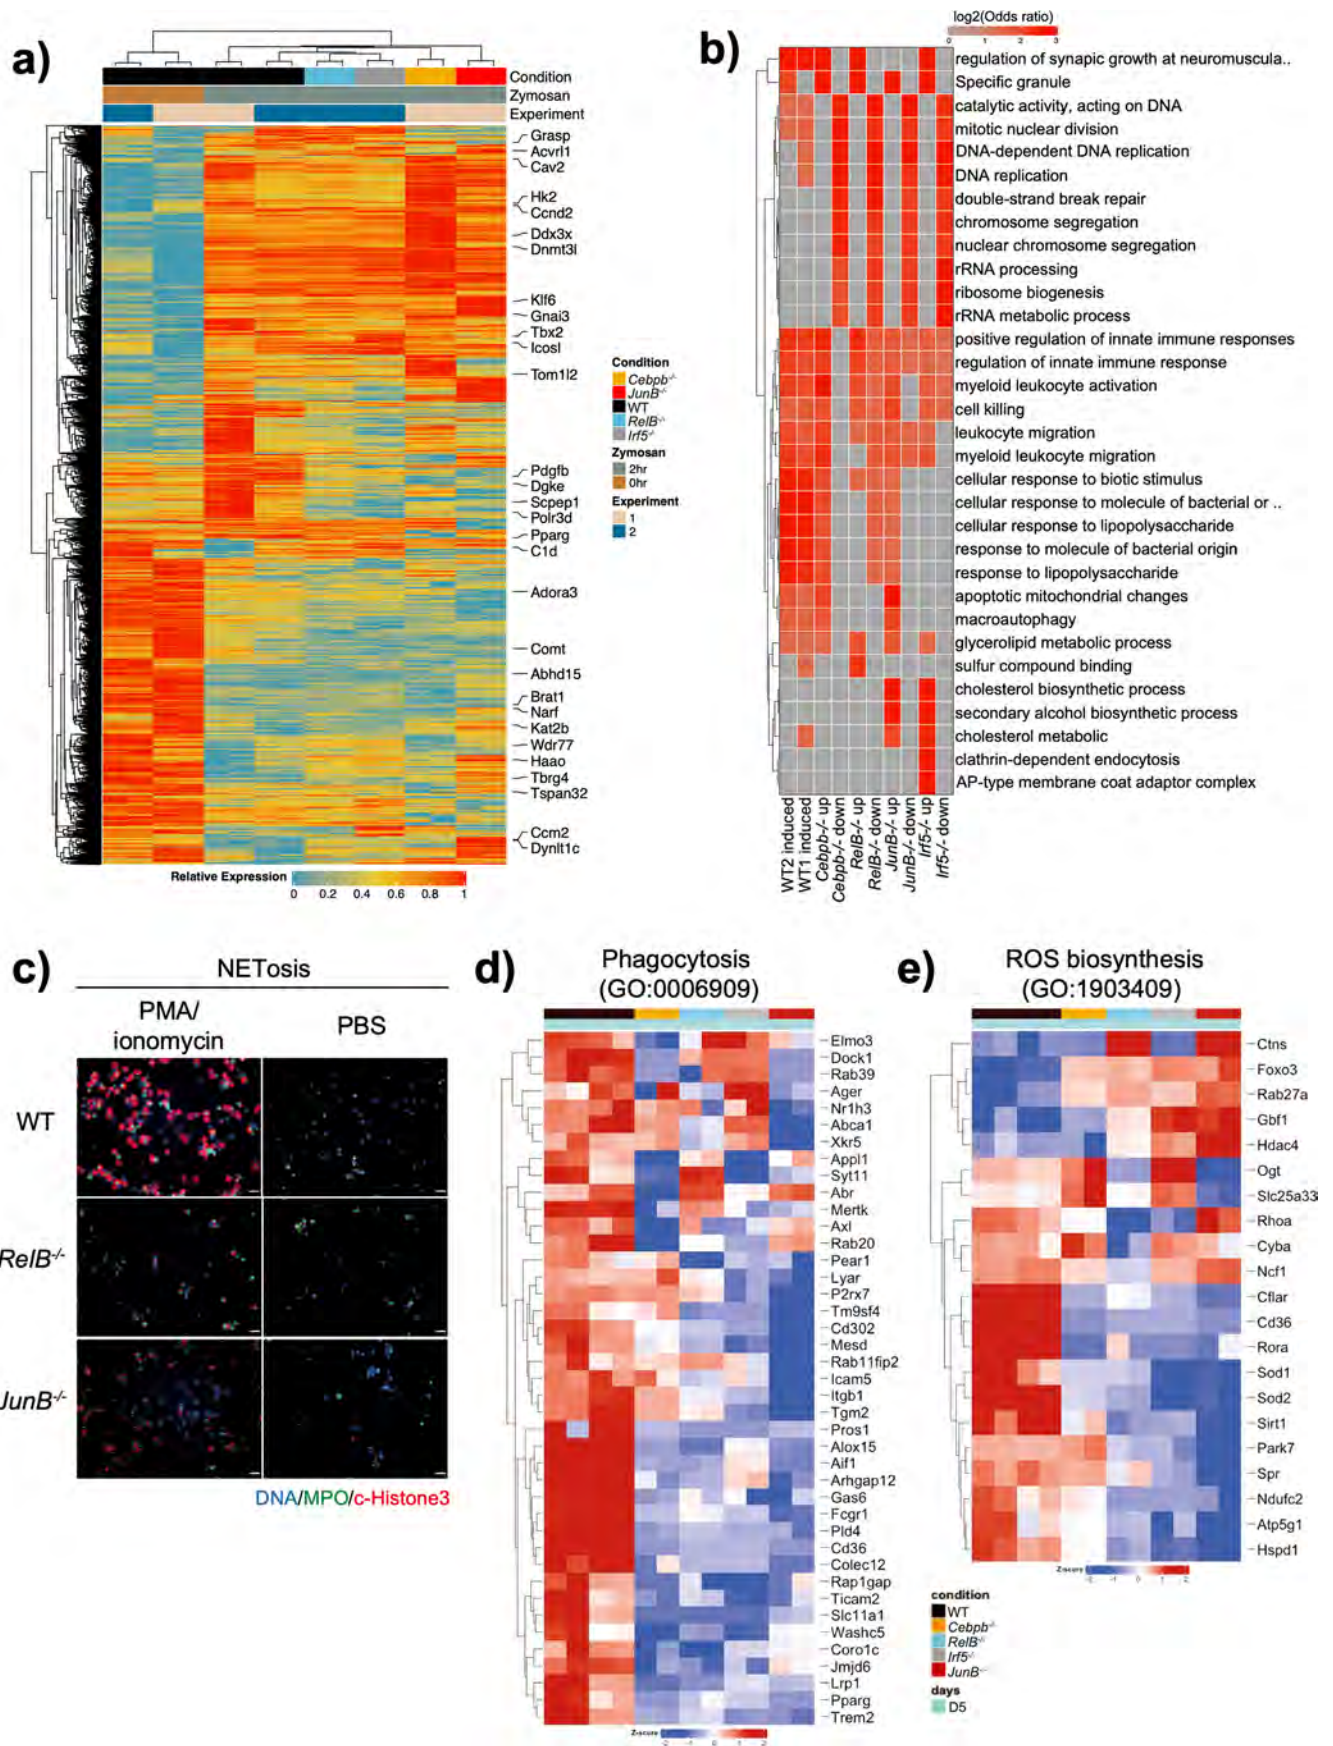 a)
Condition
Zymosan
Experiment
Grasp
Acvrl1
Cav2
Hk2
Ccnd2
Ddx3x
Dnmt3l
Klf6
Gnai3
Tbx2
Icosl
Tom1l2
Pdgfb
Dgke
Scpep1
Polr3d
Pparg
C1d
Adora3
Comt
Abhd15
Brat1
Narf
Kat2b
Wdr77
Haao
Tbrg4
Tspan32
Ccm2
Dynlt1c
Relative Expression
0 0.2 0.4 0.6 0.8 1
Condition
Cebpb-/-
JunB-/-
WT
RelB-/-
Irf5-/-
Zymosan
2hr
0hr
Experiment
1
2
b)
log2(Odds ratio)
0 1 2 3
regulation of synapic growth at neuromuscula..
Specific granule
catalytic activity, acting on DNA
mitotic nuclear division
DNA-dependent DNA replication
DNA replication
double-strand break repair
chromosome segregation
nuclear chromosome segregation
rRNA processing
ribosome biogenesis
rRNA metabolic process
positive regulation of innate immune responses
regulation of innate immune response
myeloid leukocyte activation
cell killing
leukocyte migration
myeloid leukocyte migration
cellular response to biotic stimulus
cellular response to molecule of bacterial or ..
cellular response to lipopolysaccharide
response to molecule of bacterial origin
response to lipopolysaccharide
apoptotic mitochondrial changes
macroautophagy
glycerolipid metabolic process
sulfur compound binding
cholesterol biosynthetic process
secondary alcohol biosynthetic process
cholesterol metabolic
clathrin-dependent endocytosis
AP-type membrane coat adaptor complex
WT2 induced
WT1 induced
Cebpb-/- up
Cebpb-/- down
RelB-/- up
RelB-/- down
JunB-/- up
JunB-/- down
Irf5-/- up
Irf5-/- down
c)
NETosis
PMA/
ionomycin
PBS
WT
RelB-/-
JunB-/-
DNA/MPO/c-Histone3
d)
Phagocytosis
(GO:0006909)
Elmo3
Dock1
Rab39
Ager
Nr1h3
Abca1
Xkr5
Appl1
Syt11
Abr
Mertk
Axl
Rab20
Pear1
Lyar
P2rx7
Tm9sf4
Cd302
Mesd
Rab11fip2
Icam5
Itgb1
Tgm2
Pros1
Alox15
Aif1
Arhgap12
Gas6
Fcgr1
Pld4
Cd36
Colec12
Rap1gap
Ticam2
Slc11a1
Washc5
Coro1c
Jmjd6
Lrp1
Pparg
Trem2
Z-score
-2 -1 0 1 2
e)
ROS biosynthesis
(GO:1903409)
Ctns
Foxo3
Rab27a
Gbf1
Hdac4
Ogt
Slc25a33
Rhoa
Cyba
Ncf1
Cflar
Cd36
Rora
Sod1
Sod2
Sirt1
Park7
Spr
Ndufc2
Atp5g1
Hspd1
Z-score
-2 -1 0 1 2
condition
WT
Cebpb-/-
RelB-/-
Irf5-/-
JunB-/-
days
D5